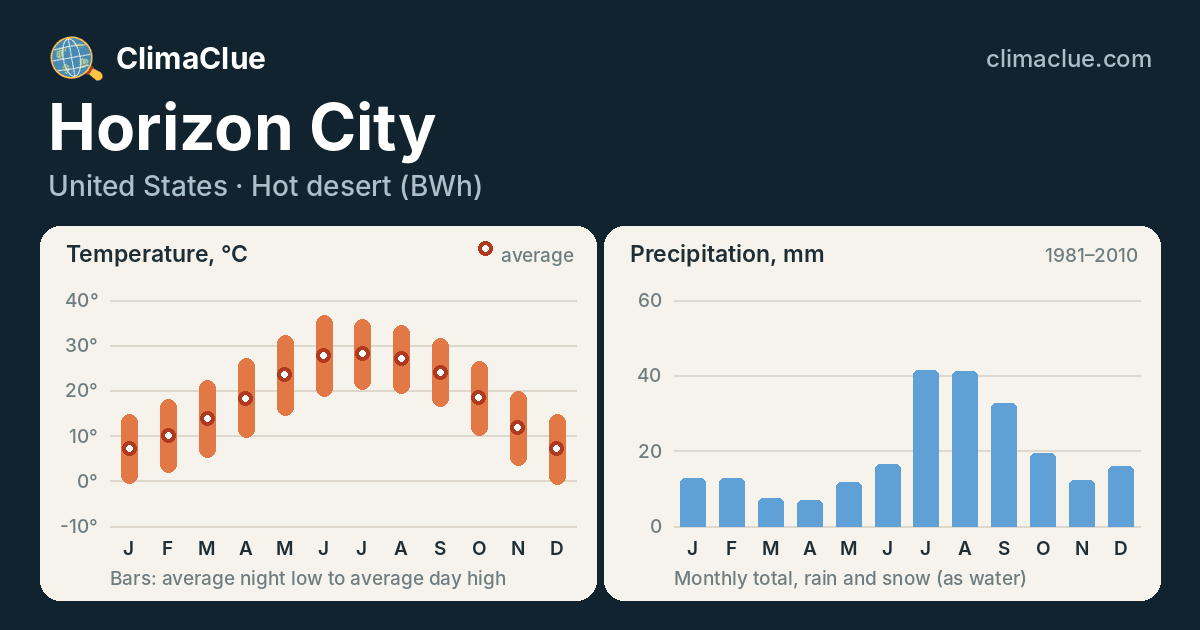 ClimaClue
climaclue.com
Horizon City
United States · Hot desert (BWh)
Temperature, °C
average
40°
30°
20°
10°
0°
-10°
J F M A M J J A S O N D
Bars: average night low to average day high
Precipitation, mm
1981–2010
60
40
20
0
J F M A M J J A S O N D
Monthly total, rain and snow (as water)